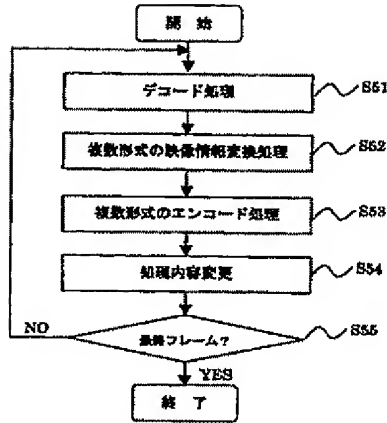 開 始
デコード処理
S51
複数形式の映像情報変換処理
S52
複数形式のエンコード処理
S53
処理内容変更
S54
最終フレーム?
S55
NO
YES
終 了